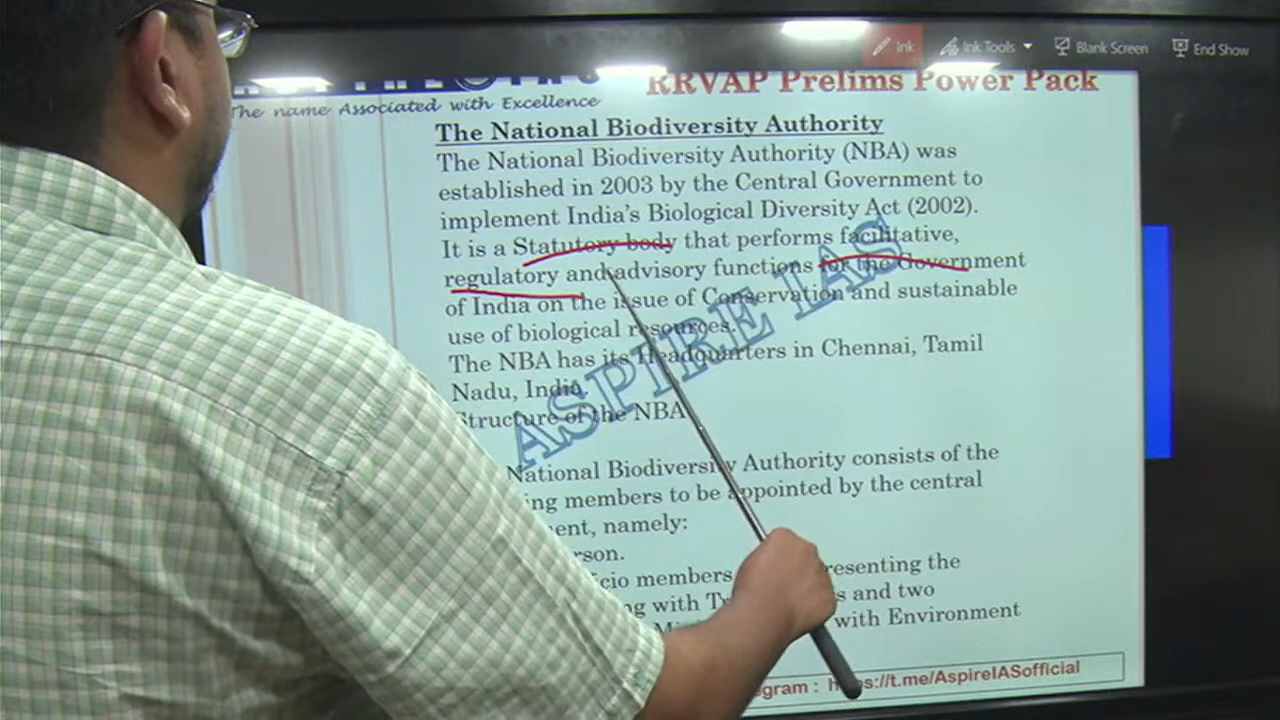 Ink
Ink Tools
Blank Screen
End Show
RRVAP Prelims Power Pack
The name Associated with Excellence
The National Biodiversity Authority
The National Biodiversity Authority (NBA) was
established in 2003 by the Central Government to
implement India's Biological Diversity Act (2002).
It is a Statutory body that performs facilitative,
regulatory and advisory functions for the Government
of India on the issue of Conservation and sustainable
use of biological resources.
The NBA has its Headquarters in Chennai, Tamil
Nadu, India.
Structure of the NBA
National Biodiversity Authority consists of the
members to be appointed by the central
namely:
members
the
with
and two
with Environment
https://t.me/AspireIASofficial
ASPIRE IAS